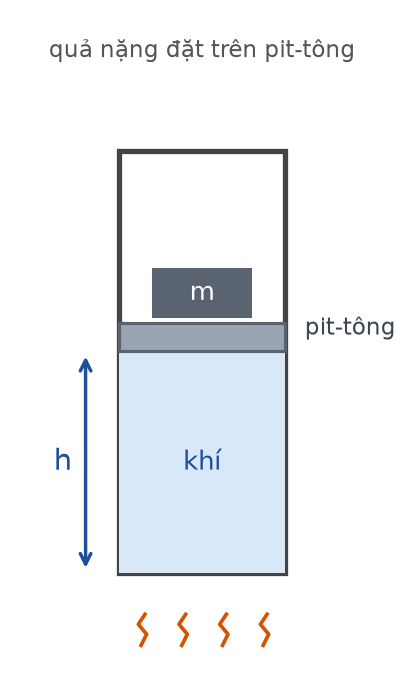 quả nặng đặt trên pit-tông
m
pit-tông
h
khí